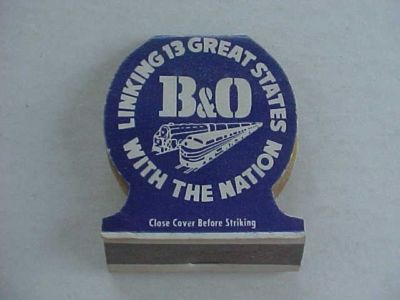 LINKING 13 GREAT STATES
B&O
WITH THE NATION
Close Cover Before Striking